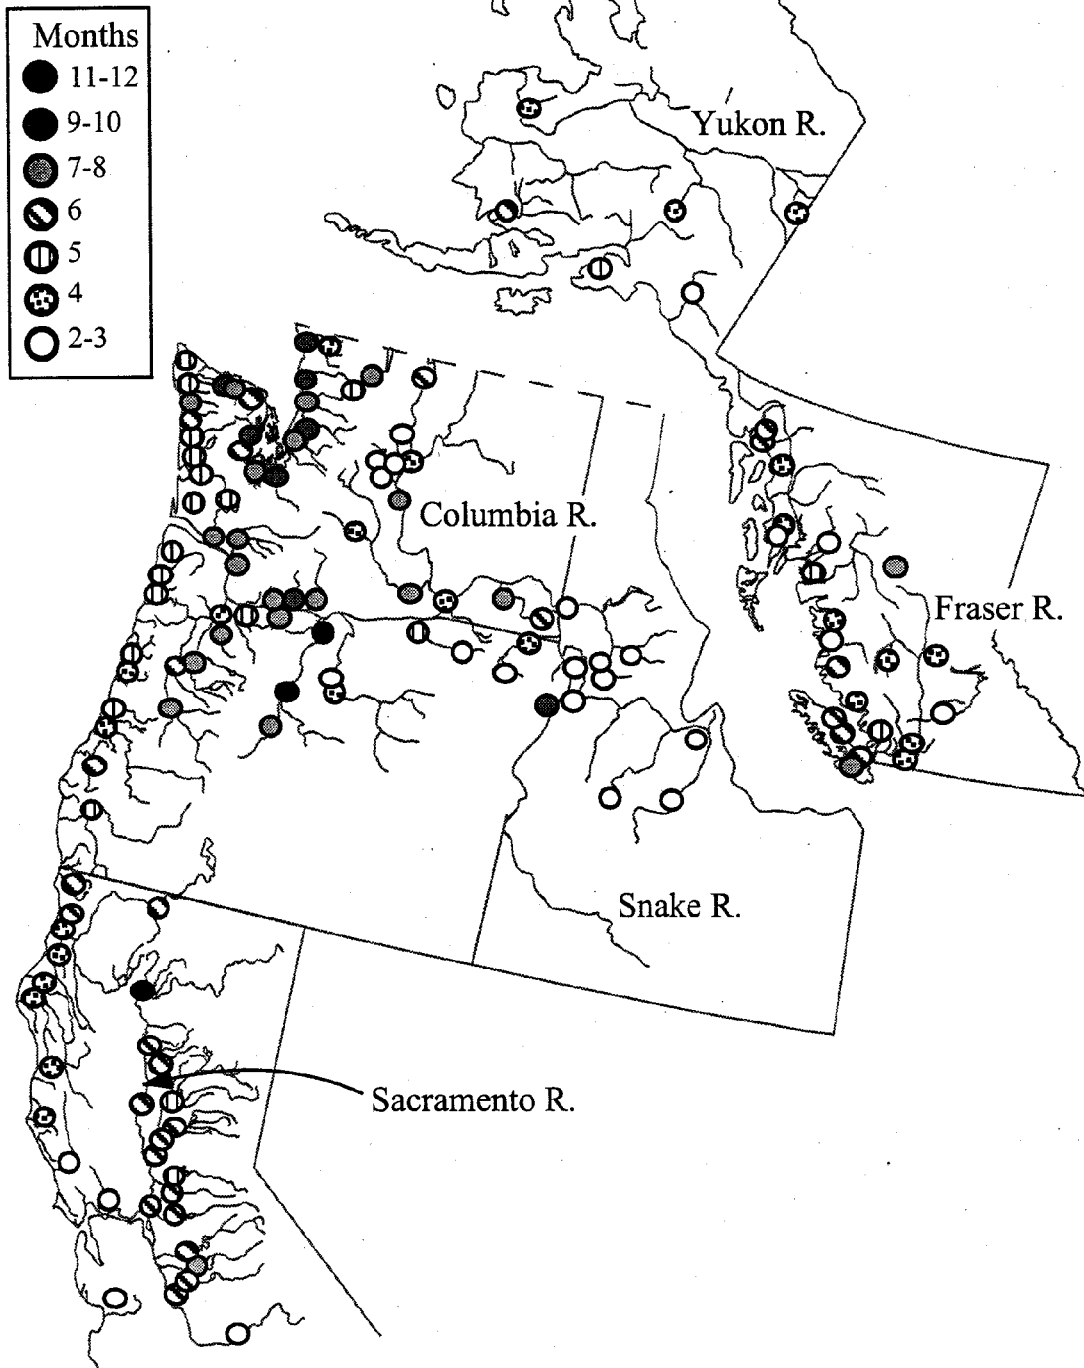 Months
11-12
9-10
7-8
6
5
4
2-3
Yukon R.
Columbia R.
Fraser R.
Snake R.
Sacramento R.